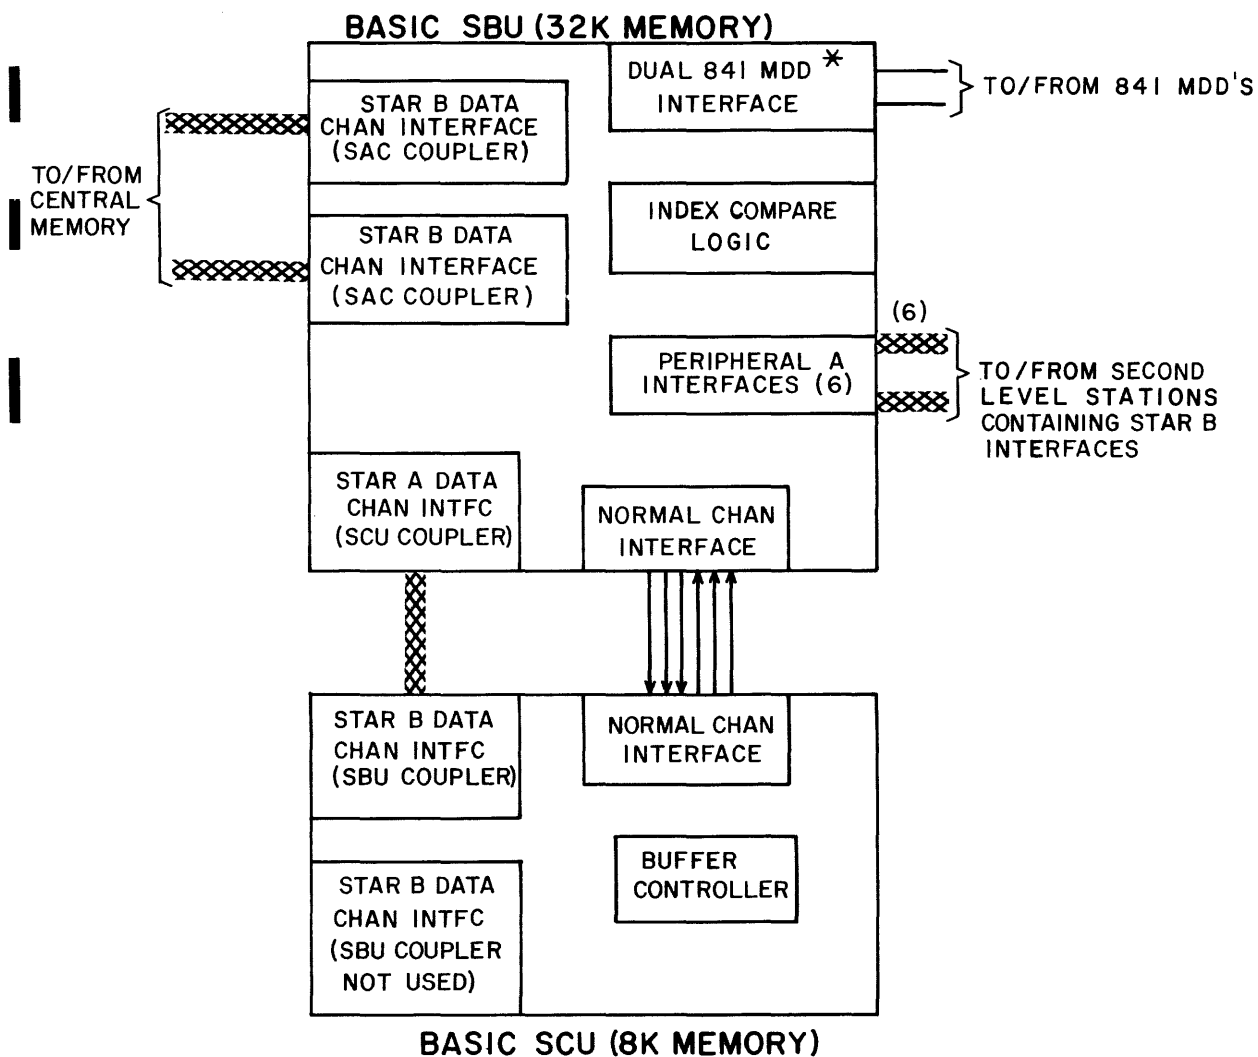 BASIC SBU (32K MEMORY)
DUAL 841 MDD *
INTERFACE
TO/FROM 841 MDD'S
STAR B DATA
CHAN INTERFACE
(SAC COUPLER)
TO/FROM
CENTRAL
MEMORY
INDEX COMPARE
LOGIC
STAR B DATA
CHAN INTERFACE
(SAC COUPLER)
(6)
PERIPHERAL A
INTERFACES (6)
TO/FROM SECOND
LEVEL STATIONS
CONTAINING STAR B
INTERFACES
STAR A DATA
CHAN INTFC
(SCU COUPLER)
NORMAL CHAN
INTERFACE
STAR B DATA
CHAN INTFC
(SBU COUPLER)
NORMAL CHAN
INTERFACE
BUFFER
CONTROLLER
STAR B DATA
CHAN INTFC
(SBU COUPLER
NOT USED)
BASIC SCU (8K MEMORY)